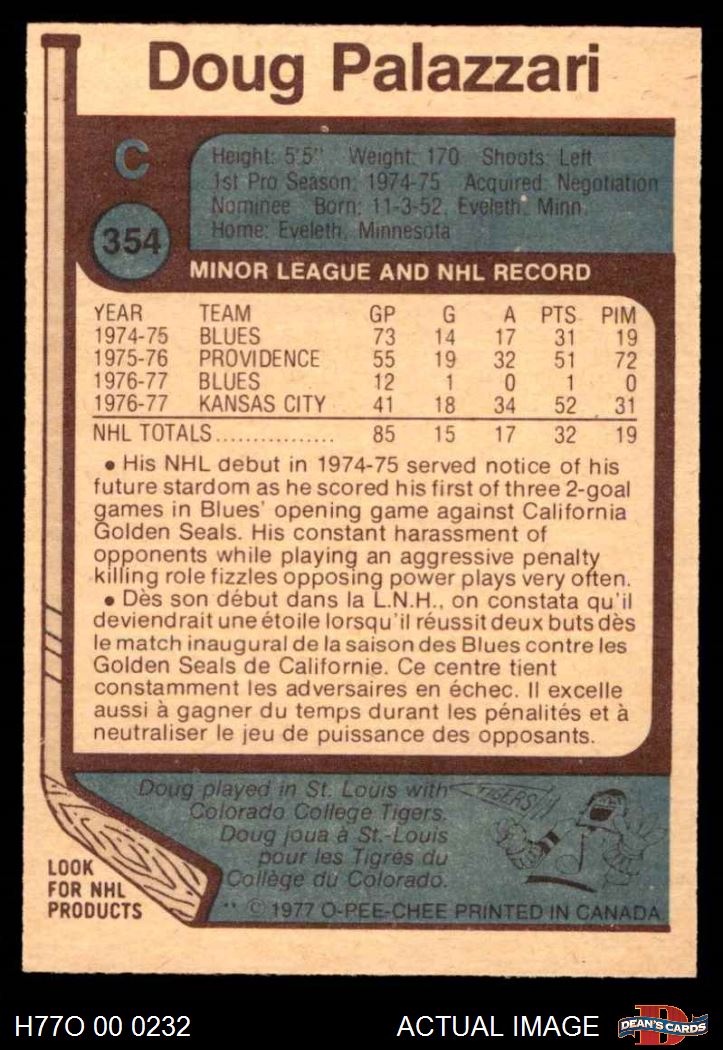 Doug Palazzari
C
Height: 5'5" Weight: 170 Shoots: Left
1st Pro Season: 1974-75 Acquired: Negotiation
Nominee Born: 11-3-52, Eveleth, Minn.
Home: Eveleth, Minnesota
354
MINOR LEAGUE AND NHL RECORD
YEAR TEAM GP G A PTS PIM
1974-75 BLUES 73 14 17 31 19
1975-76 PROVIDENCE 55 19 32 51 72
1976-77 BLUES 12 1 0 1 0
1976-77 KANSAS CITY 41 18 34 52 31
NHL TOTALS................ 85 15 17 32 19
• His NHL debut in 1974-75 served notice of his
future stardom as he scored his first of three 2-goal
games in Blues' opening game against California
Golden Seals. His constant harassment of
opponents while playing an aggressive penalty
killing role fizzles opposing power plays very often.
• Dès son début dans la L.N.H., on constata qu'il
deviendrait une étoile lorsqu'il réussit deux buts dès
le match inaugural de la saison des Blues contre les
Golden Seals de Californie. Ce centre tient
constamment les adversaires en échec. Il excelle
aussi à gagner du temps durant les pénalités et à
neutraliser le jeu de puissance des opposants.
Doug played in St. Louis with
Colorado College Tigers.
Doug joua à St.-Louis
pour les Tigres du
Collège du Colorado.
TIGERS
LOOK
FOR NHL
PRODUCTS
** © 1977 O-PEE-CHEE PRINTED IN CANADA
H77O 00 0232
ACTUAL IMAGE
D
DEAN'S CARDS